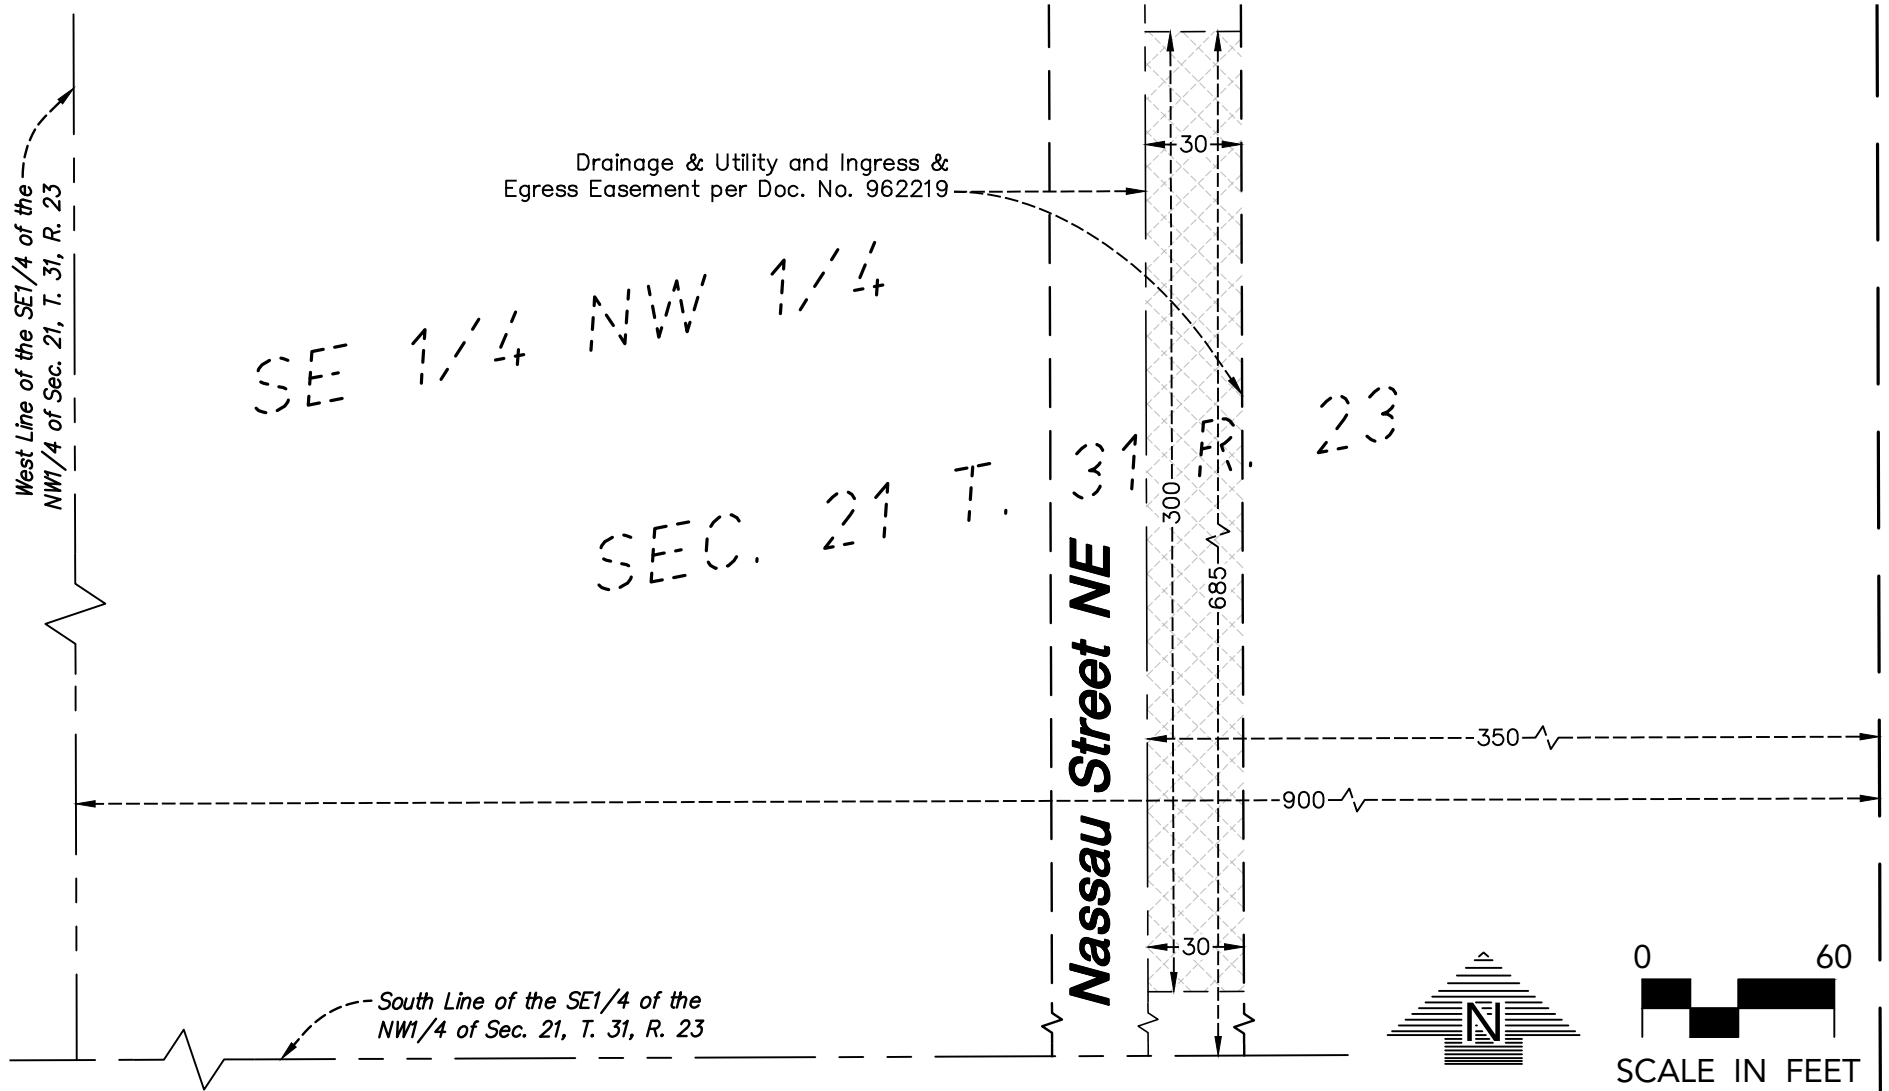 West Line of the SE1/4 of the
NW1/4 of Sec. 21, T. 31, R. 23
Drainage & Utility and Ingress &
Egress Easement per Doc. No. 962219
30
SE 1/4 NW 1/4
SEC. 21 T. 31 R. 23
300
685
Nassau Street NE
350
900
30
South Line of the SE1/4 of the
NW1/4 of Sec. 21, T. 31, R. 23
N
0 60
SCALE IN FEET